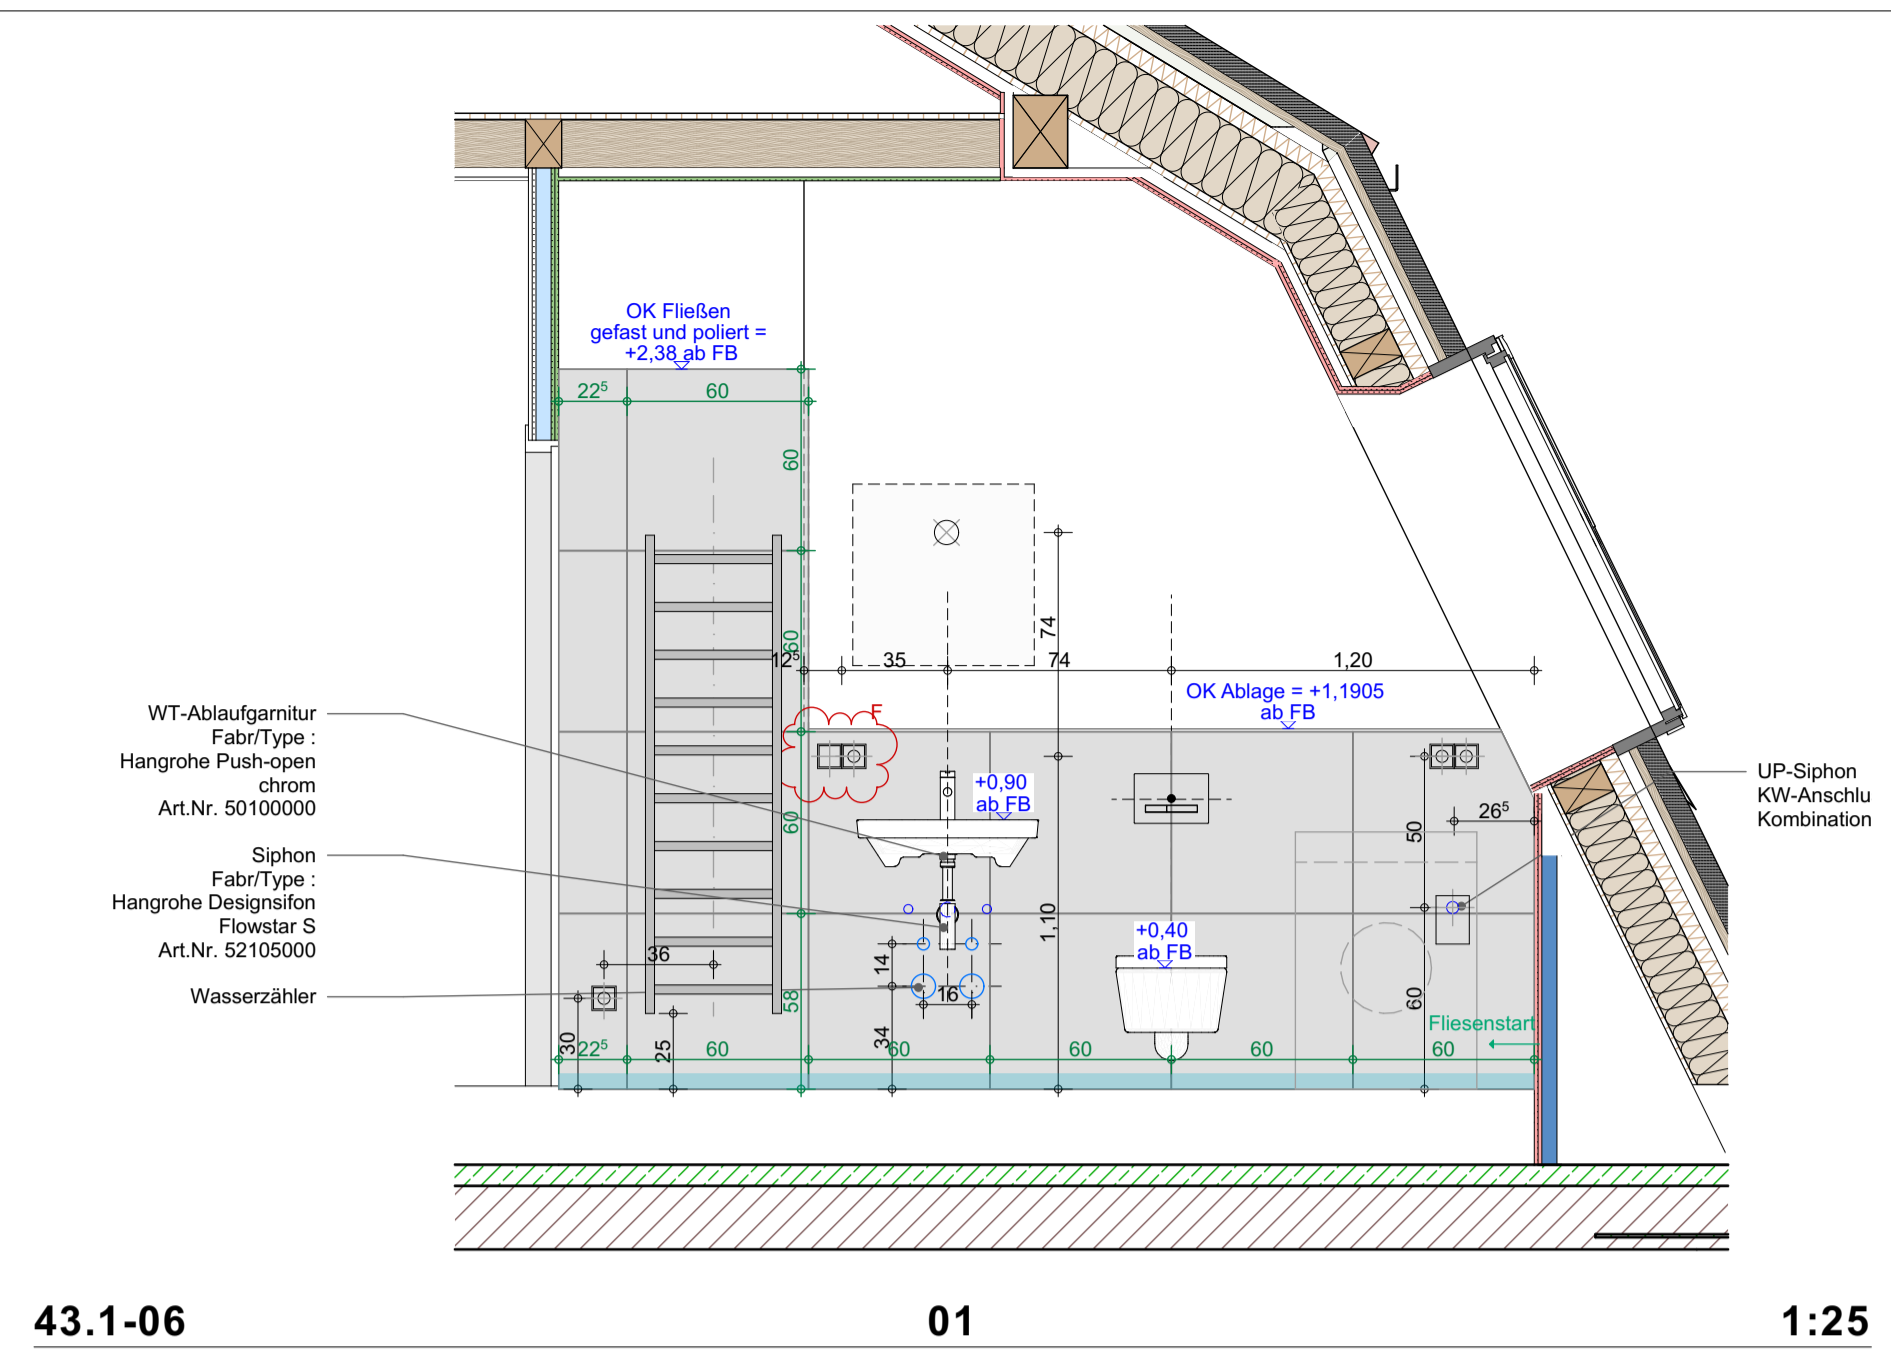 OK Fließen
gefast und poliert =
+2,38 ab FB
22⁵
60
60
60
12⁵
35
74
74
1,20
OK Ablage = +1,1905
ab FB
F
WT-Ablaufgarnitur
Fabr/Type :
Hangrohe Push-open
chrom
Art.Nr. 50100000
+0,90
ab FB
UP-Siphon
KW-Anschlu
Kombination
26⁵
50
60
Siphon
Fabr/Type :
Hangrohe Designsifon
Flowstar S
Art.Nr. 52105000
1,10
+0,40
ab FB
36
14
16
Wasserzähler
58
60
Fliesenstart
30
22⁵
25
60
34
60
60
60
60
43.1-06
01
1:25